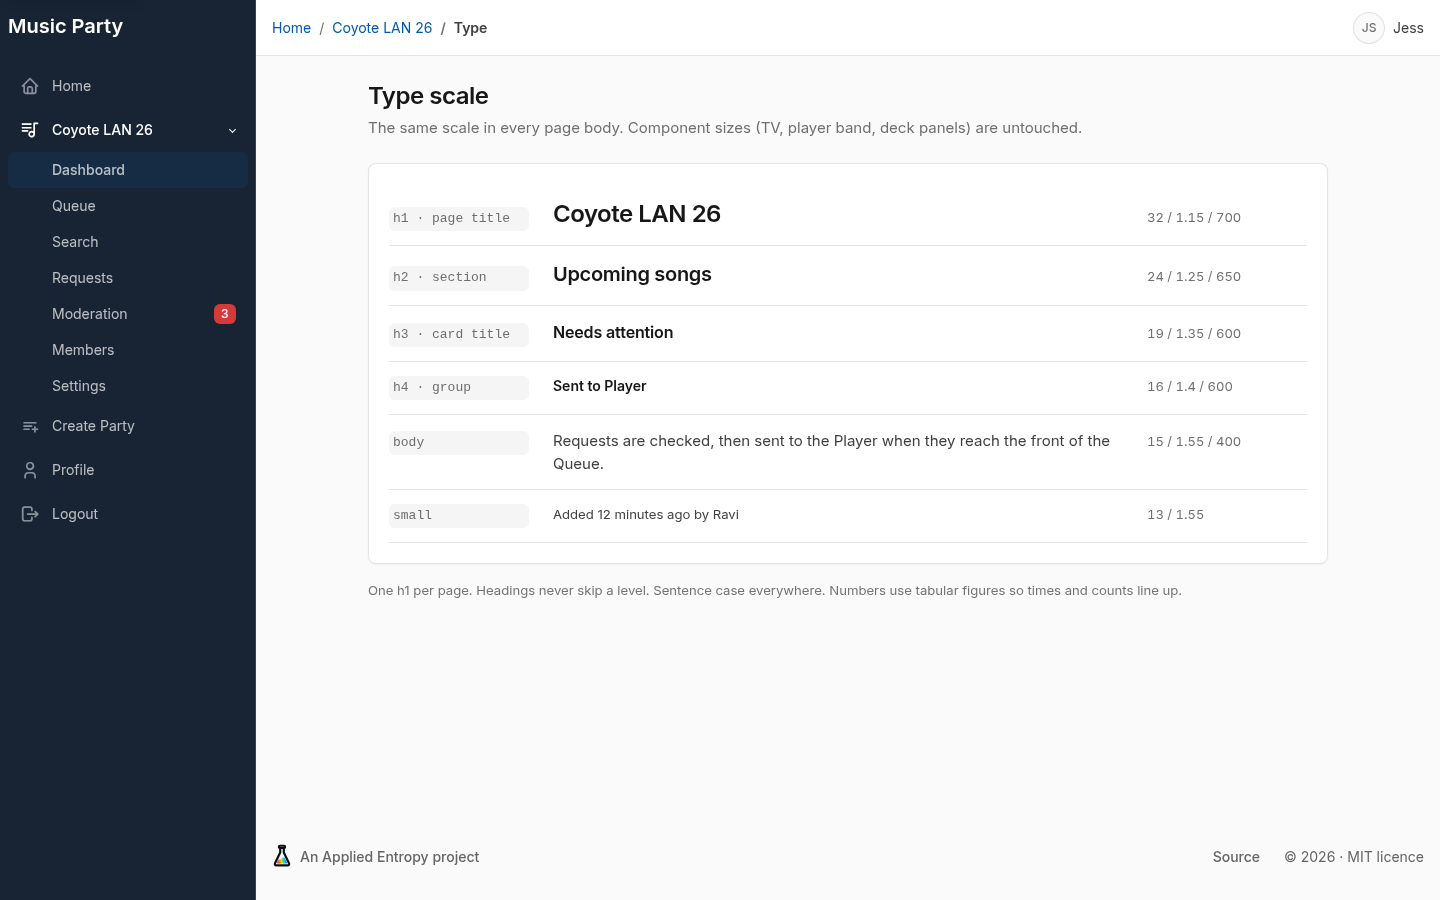 Music Party
Home / Coyote LAN 26 / Type
JS Jess
Home
Coyote LAN 26
Dashboard
Queue
Search
Requests
Moderation 3
Members
Settings
Create Party
Profile
Logout
Type scale
The same scale in every page body. Component sizes (TV, player band, deck panels) are untouched.
h1 · page title Coyote LAN 26 32 / 1.15 / 700
h2 · section Upcoming songs 24 / 1.25 / 650
h3 · card title Needs attention 19 / 1.35 / 600
h4 · group Sent to Player 16 / 1.4 / 600
body Requests are checked, then sent to the Player when they reach the front of the 15 / 1.55 / 400
Queue.
small Added 12 minutes ago by Ravi 13 / 1.55
One h1 per page. Headings never skip a level. Sentence case everywhere. Numbers use tabular figures so times and counts line up.
An Applied Entropy project
Source © 2026 · MIT licence